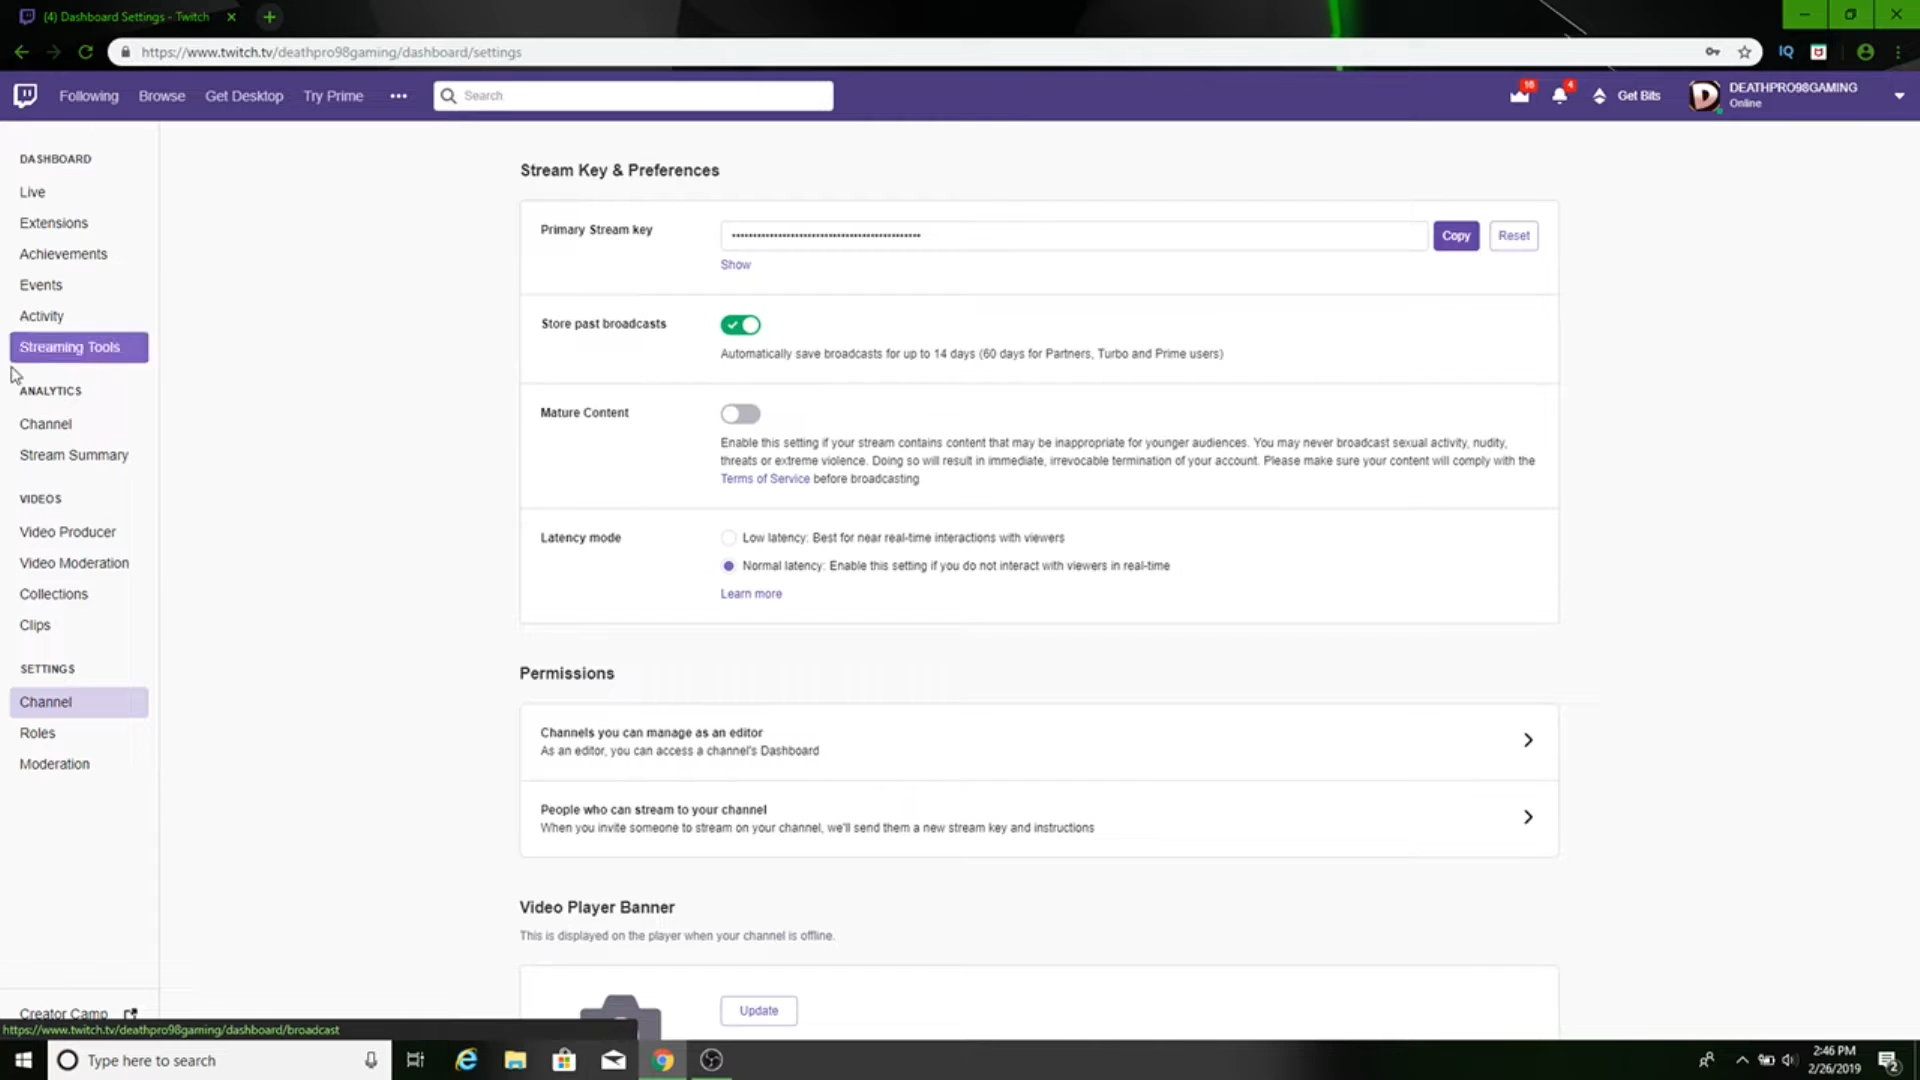 (4) Dashboard Settings - Twitch
https://www.twitch.tv/deathpro98gaming/dashboard/settings
IQ
Following
Browse
Get Desktop
Try Prime
Search
16
4
Get Bits
DEATHPRO98GAMING
Online
DASHBOARD
Live
Extensions
Achievements
Events
Activity
Streaming Tools
ANALYTICS
Channel
Stream Summary
VIDEOS
Video Producer
Video Moderation
Collections
Clips
SETTINGS
Channel
Roles
Moderation
Creator Camp
https://www.twitch.tv/deathpro98gaming/dashboard/broadcast
Stream Key & Preferences
Primary Stream key
Copy
Reset
Show
Store past broadcasts
Automatically save broadcasts for up to 14 days (60 days for Partners, Turbo and Prime users)
Mature Content
Enable this setting if your stream contains content that may be inappropriate for younger audiences. You may never broadcast sexual activity, nudity,
threats or extreme violence. Doing so will result in immediate, irrevocable termination of your account. Please make sure your content will comply with the
Terms of Service before broadcasting
Latency mode
Low latency: Best for near real-time interactions with viewers
Normal latency: Enable this setting if you do not interact with viewers in real-time
Learn more
Permissions
Channels you can manage as an editor
As an editor, you can access a channel's Dashboard
People who can stream to your channel
When you invite someone to stream on your channel, we'll send them a new stream key and instructions
Video Player Banner
This is displayed on the player when your channel is offline.
Update
Type here to search
2:46 PM
2/26/2019
2